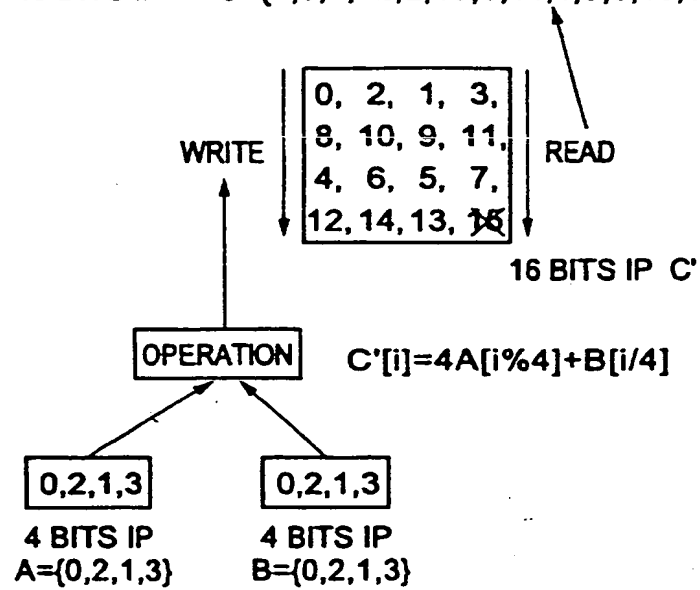 0, 2, 1, 3,
8, 10, 9, 11,
4, 6, 5, 7,
12, 14, 13, 15
WRITE
READ
16 BITS IP C'
OPERATION
C'[i]=4A[i%4]+B[i/4]
0,2,1,3
0,2,1,3
4 BITS IP
4 BITS IP
A={0,2,1,3}
B={0,2,1,3}